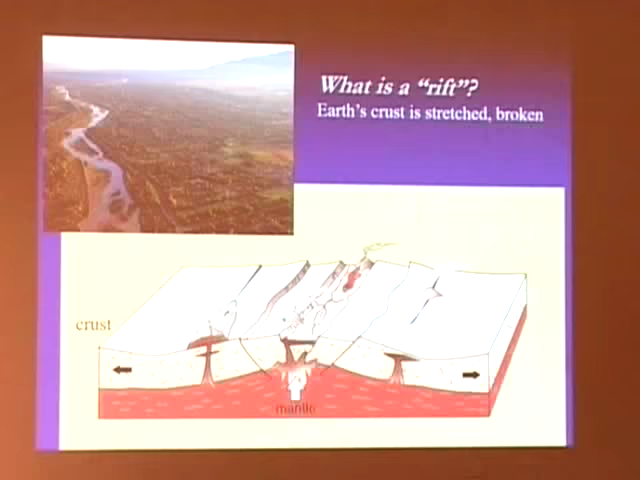 What is a “rift”?
Earth’s crust is stretched, broken
crust
mantle